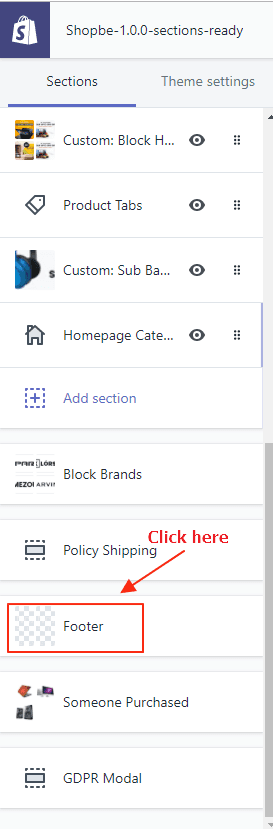 Shopbe-1.0.0-sections-ready
Sections
Theme settings
Custom: Block H...
Product Tabs
Custom: Sub Ba...
Homepage Cate...
Add section
Block Brands
Policy Shipping
Click here
Footer
Someone Purchased
GDPR Modal